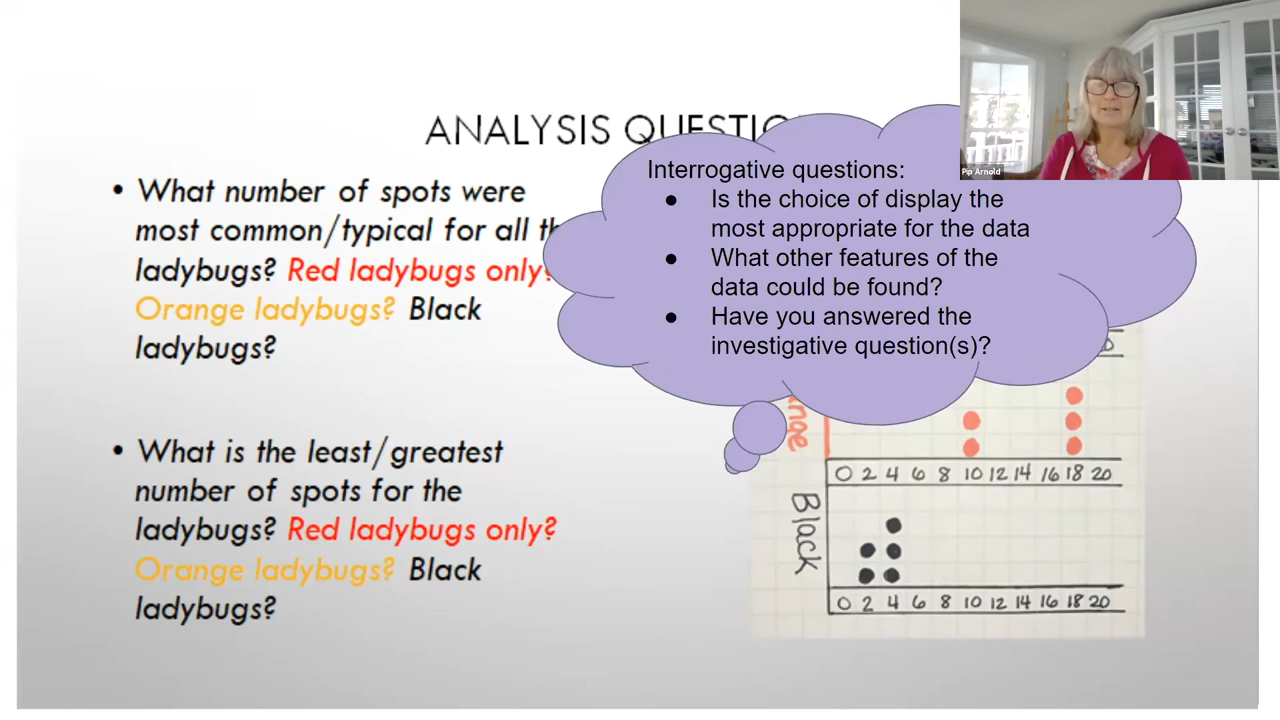 ANALYSIS QUESTIO
• What number of spots were
most common/typical for all th
ladybugs? Red ladybugs only?
Orange ladybugs? Black
ladybugs?
• What is the least/greatest
number of spots for the
ladybugs? Red ladybugs only?
Orange ladybugs? Black
ladybugs?
Interrogative questions:
● Is the choice of display the
most appropriate for the data
● What other features of the
data could be found?
● Have you answered the
investigative question(s)?
Pip Arnold
0 2 4 6 8 10 12 14 16 18 20
Black
0 2 4 6 8 10 12 14 16 18 20